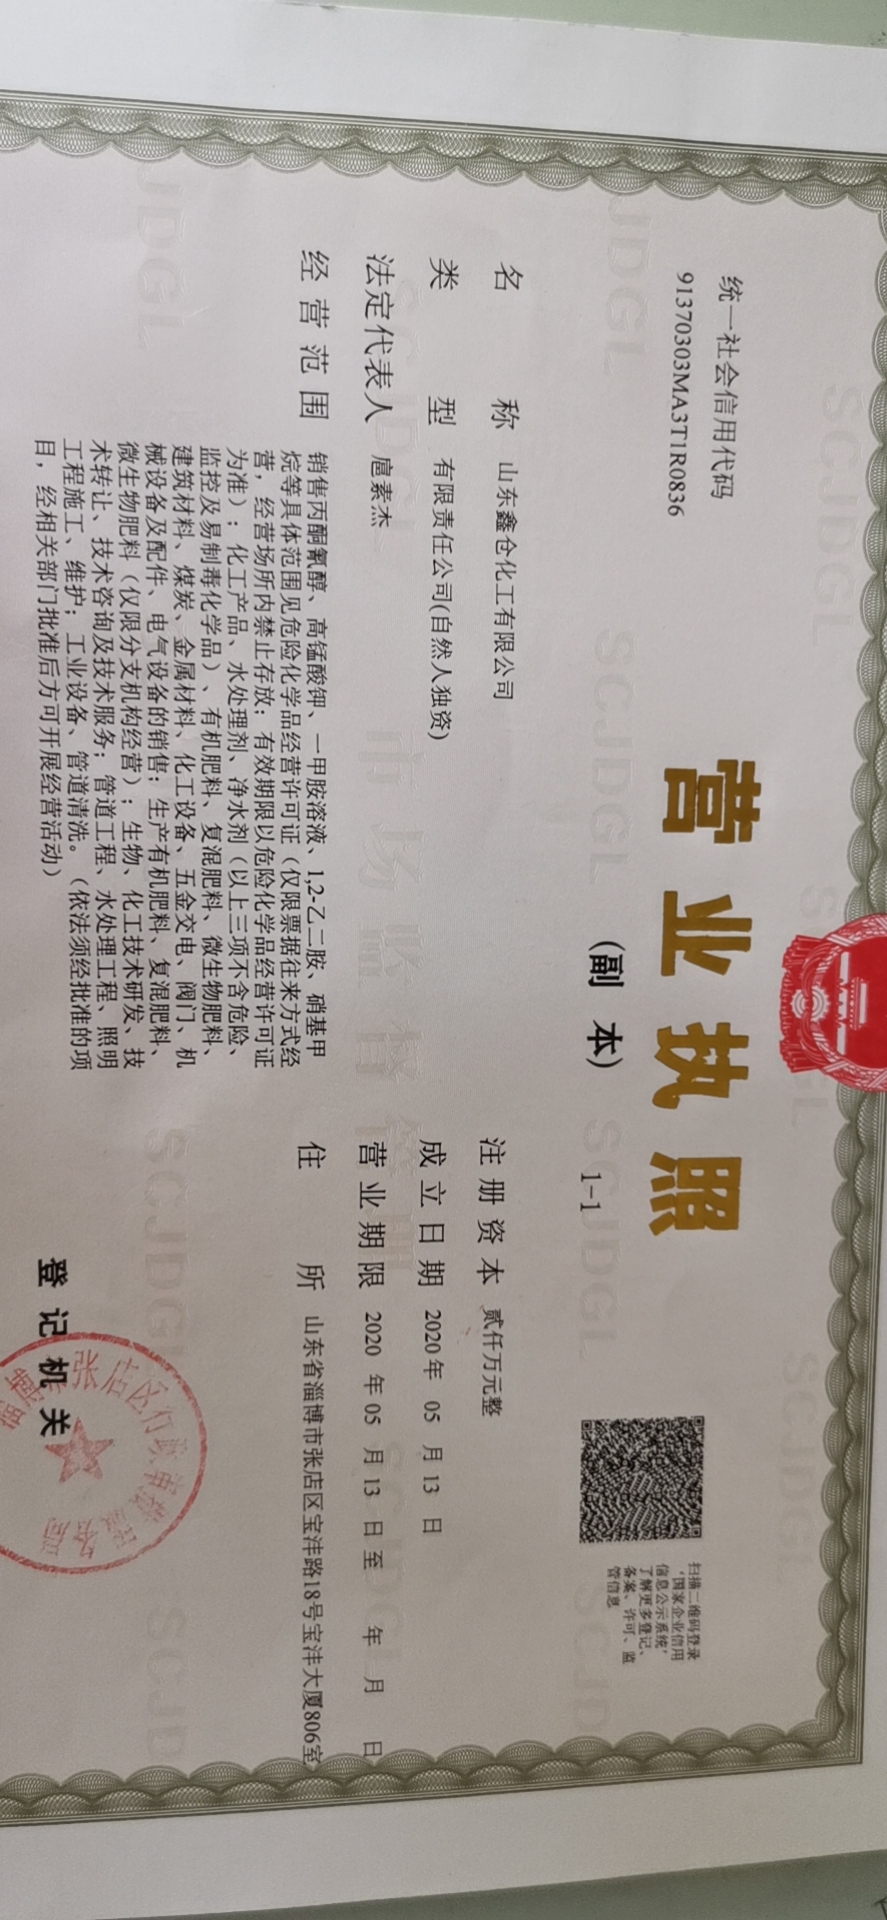 统一社会信用代码
91370303MA3T1R0836
营业执照
（副 本）
1-1
扫描二维码登录
‘国家企业信用
信息公示系统’
了解更多登记、
备案、许可、监
管信息
名 称 山东鑫仓化工有限公司
类 型 有限责任公司(自然人独资)
法定代表人 扈素杰
经营范围 销售丙酮氰醇、高锰酸钾、一甲胺溶液、1,2-乙二胺、硝基甲
烷等具体范围见危险化学品经营许可证（仅限票据往来方式经
营，经营场所内禁止存放；有效期限以危险化学品经营许可证
为准）；化工产品、水处理剂、净水剂（以上三项不含危险、
监控及易制毒化学品）、有机肥料、复混肥料、微生物肥料、
建筑材料、煤炭、金属材料、化工设备、五金交电、阀门、机
械设备及配件、电气设备的销售；生产有机肥料、复混肥料、
微生物肥料（仅限分支机构经营）；生物、化工技术研发、技
术转让、技术咨询及技术服务；管道工程、水处理工程、照明
工程施工、维护；工业设备、管道清洗。（依法须经批准的项
目，经相关部门批准后方可开展经营活动）
注册资本 贰仟万元整
成立日期 2020年 05 月 13 日
营业期限 2020 年 05 月 13 日至 年 月 日
住 所 山东省淄博市张店区宝沣路18号宝沣大厦806室
登记机关
张店区行政审批服务局
SCJDGL
市场监督管理